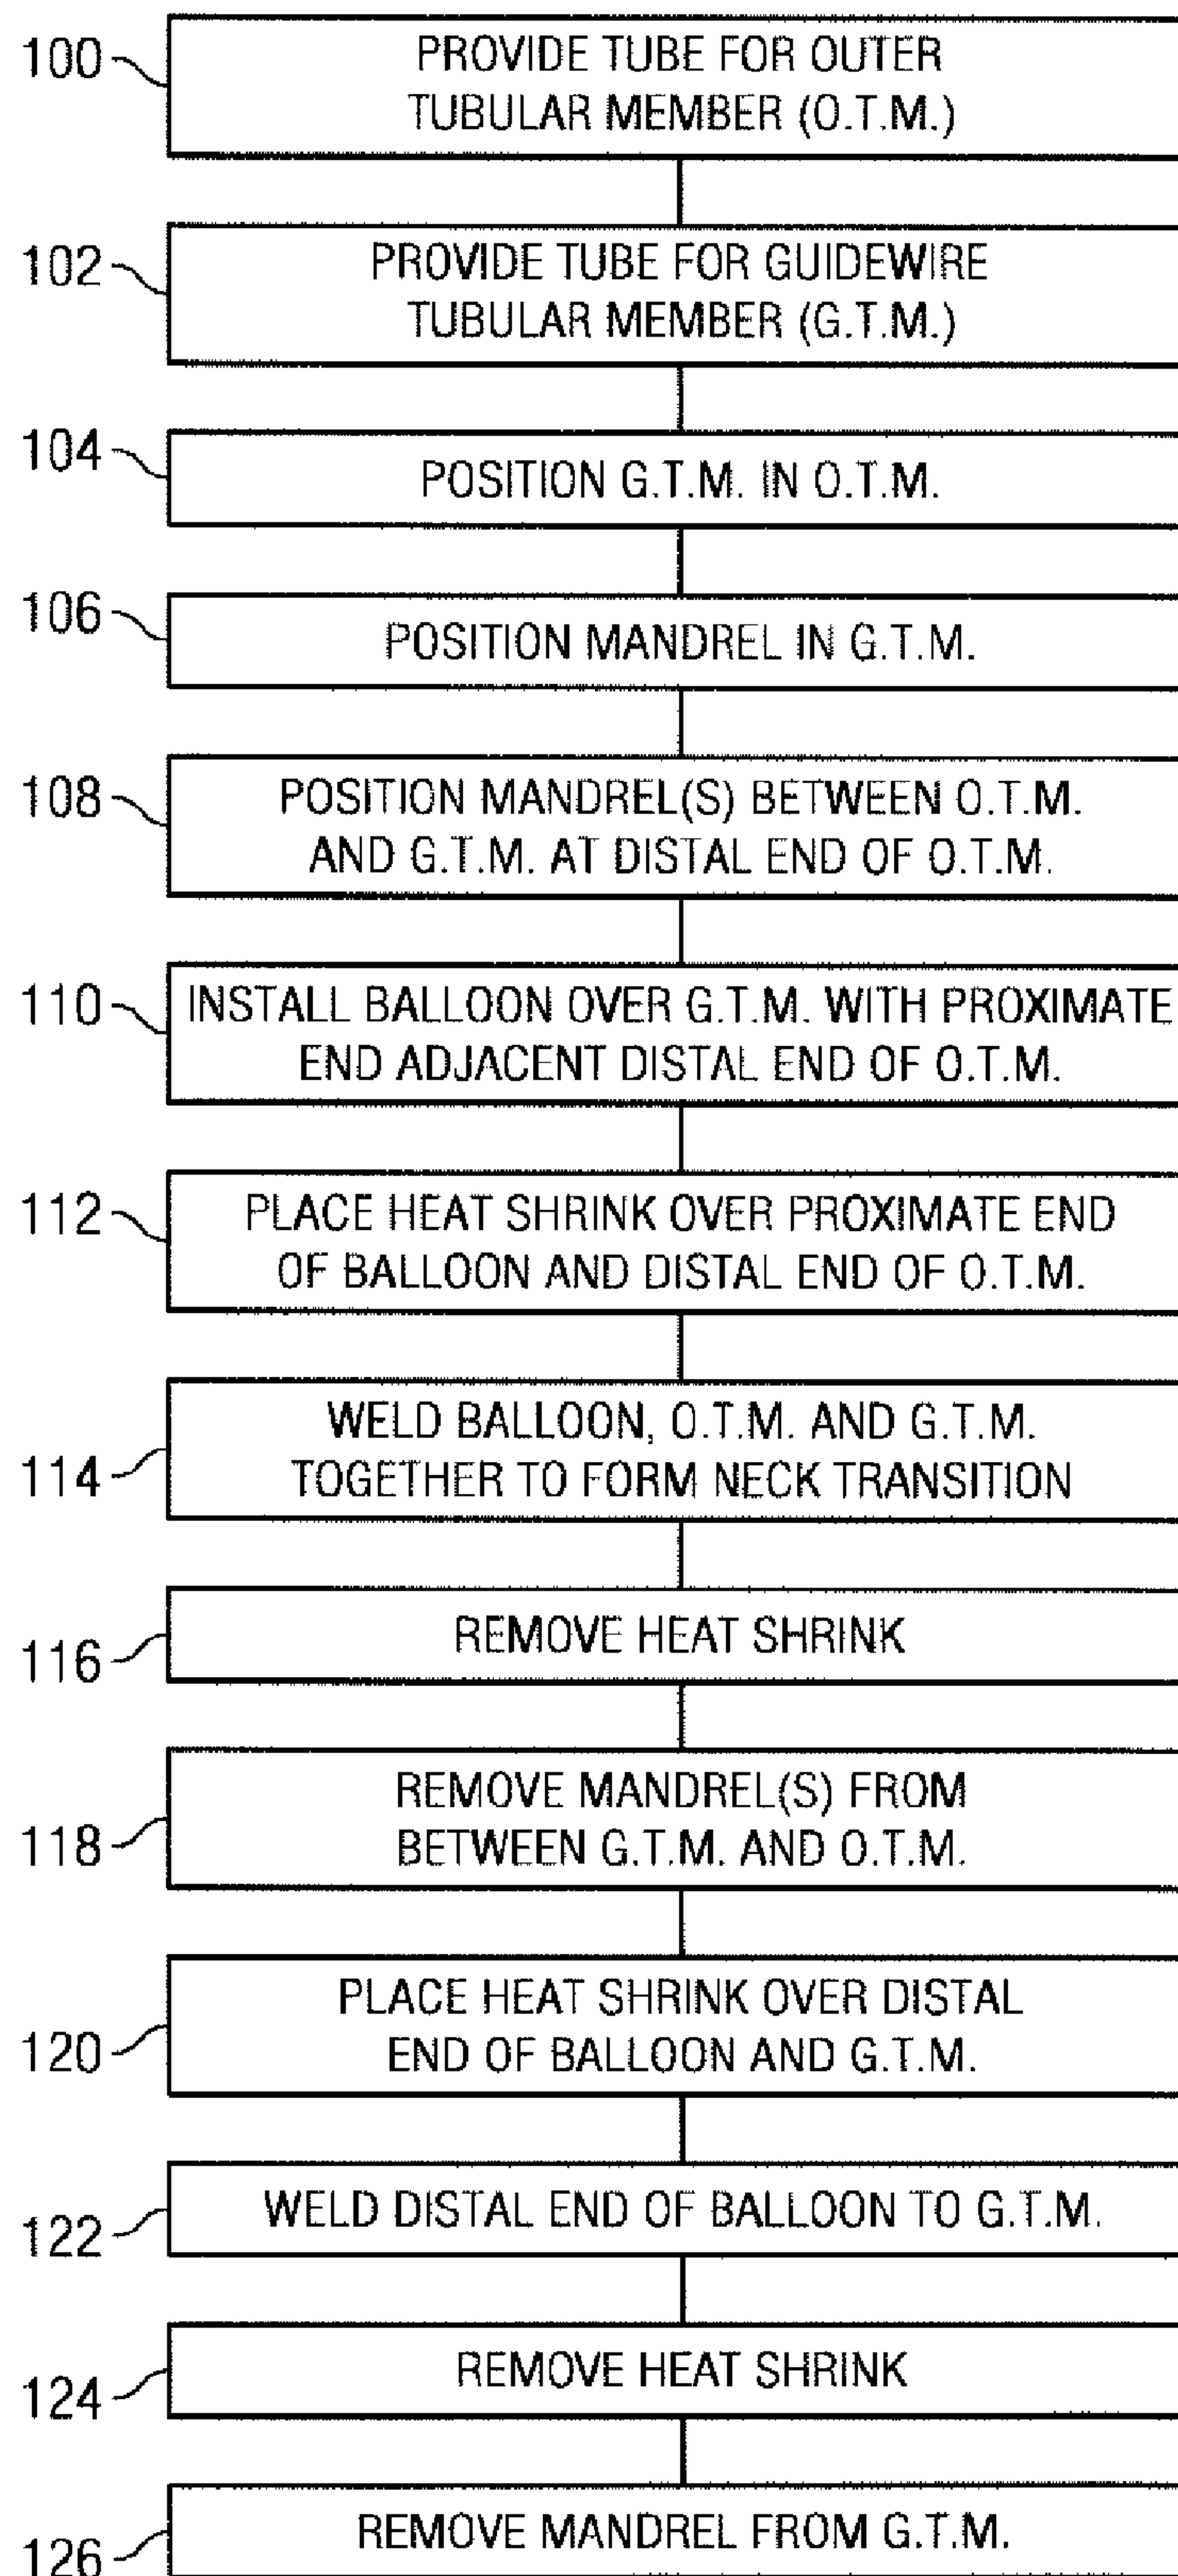 100
PROVIDE TUBE FOR OUTER
TUBULAR MEMBER (O.T.M.)
102
PROVIDE TUBE FOR GUIDEWIRE
TUBULAR MEMBER (G.T.M.)
104
POSITION G.T.M. IN O.T.M.
106
POSITION MANDREL IN G.T.M.
108
POSITION MANDREL(S) BETWEEN O.T.M.
AND G.T.M. AT DISTAL END OF O.T.M.
110
INSTALL BALLOON OVER G.T.M. WITH PROXIMATE
END ADJACENT DISTAL END OF O.T.M.
112
PLACE HEAT SHRINK OVER PROXIMATE END
OF BALLOON AND DISTAL END OF O.T.M.
114
WELD BALLOON, O.T.M. AND G.T.M.
TOGETHER TO FORM NECK TRANSITION
116
REMOVE HEAT SHRINK
118
REMOVE MANDREL(S) FROM
BETWEEN G.T.M. AND O.T.M.
120
PLACE HEAT SHRINK OVER DISTAL
END OF BALLOON AND G.T.M.
122
WELD DISTAL END OF BALLOON TO G.T.M.
124
REMOVE HEAT SHRINK
126
REMOVE MANDREL FROM G.T.M.